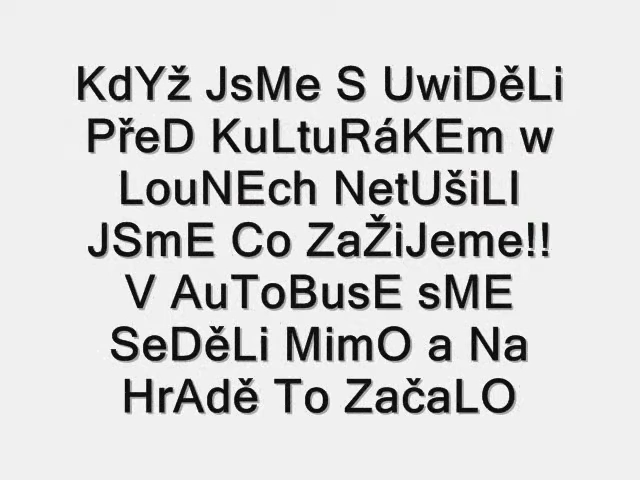 KdYž JsMe S UwiDěLi
PřeD KuLtuRáKEm w
LouNEch NetUšiLI
JSmE Co ZaŽiJeme!!
V AuToBusE sME
SeDěLi MimO a Na
HrAdě To ZačaLO